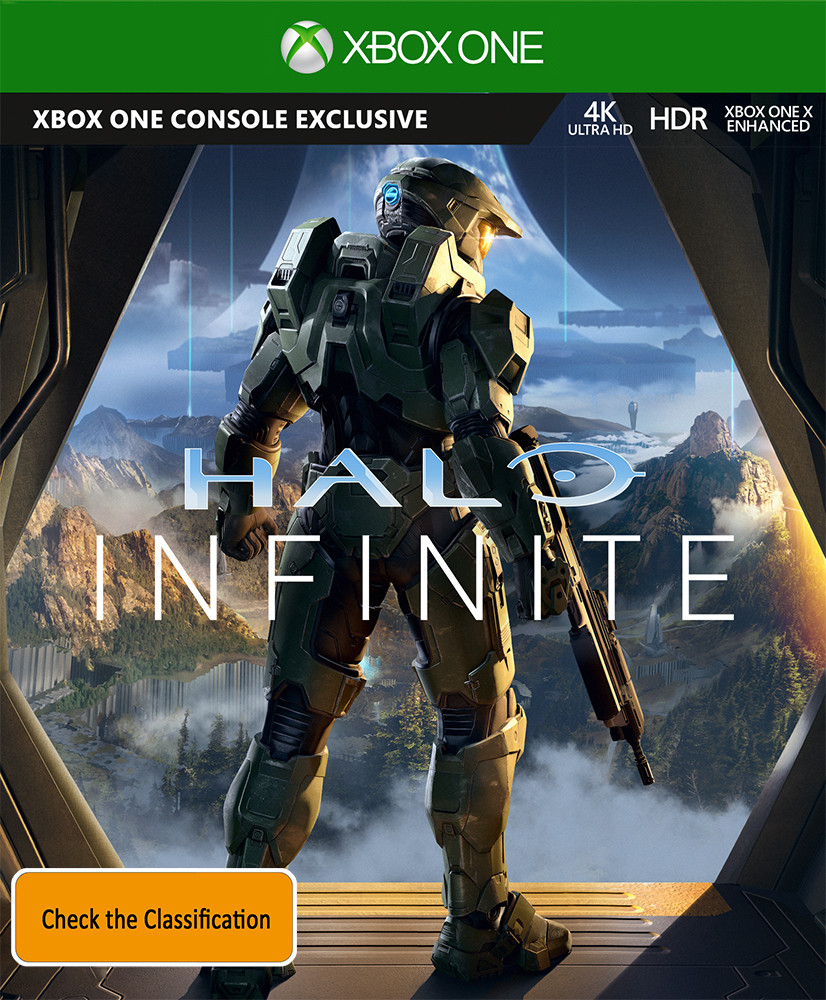 XBOX ONE
XBOX ONE CONSOLE EXCLUSIVE
4K
ULTRA HD
HDR
XBOX ONE X
ENHANCED
HALO
INFINITE
Check the Classification